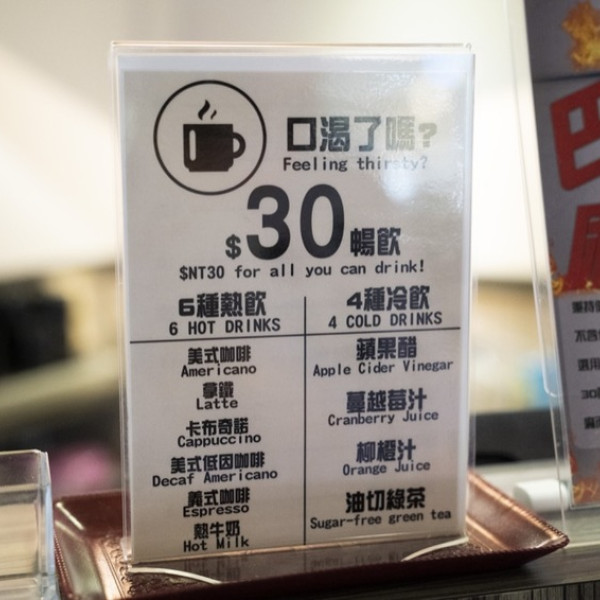 口渴了嗎?
Feeling thirsty?
$30暢飲
$NT30 for all you can drink!
6種熱飲
6 HOT DRINKS
美式咖啡
Americano
拿鐵
Latte
卡布奇諾
Cappuccino
美式低因咖啡
Decaf Americano
義式咖啡
Espresso
熱牛奶
Hot Milk
4種冷飲
4 COLD DRINKS
蘋果醋
Apple Cider Vinegar
蔓越莓汁
Cranberry Juice
柳橙汁
Orange Juice
油切綠茶
Sugar-free green tea